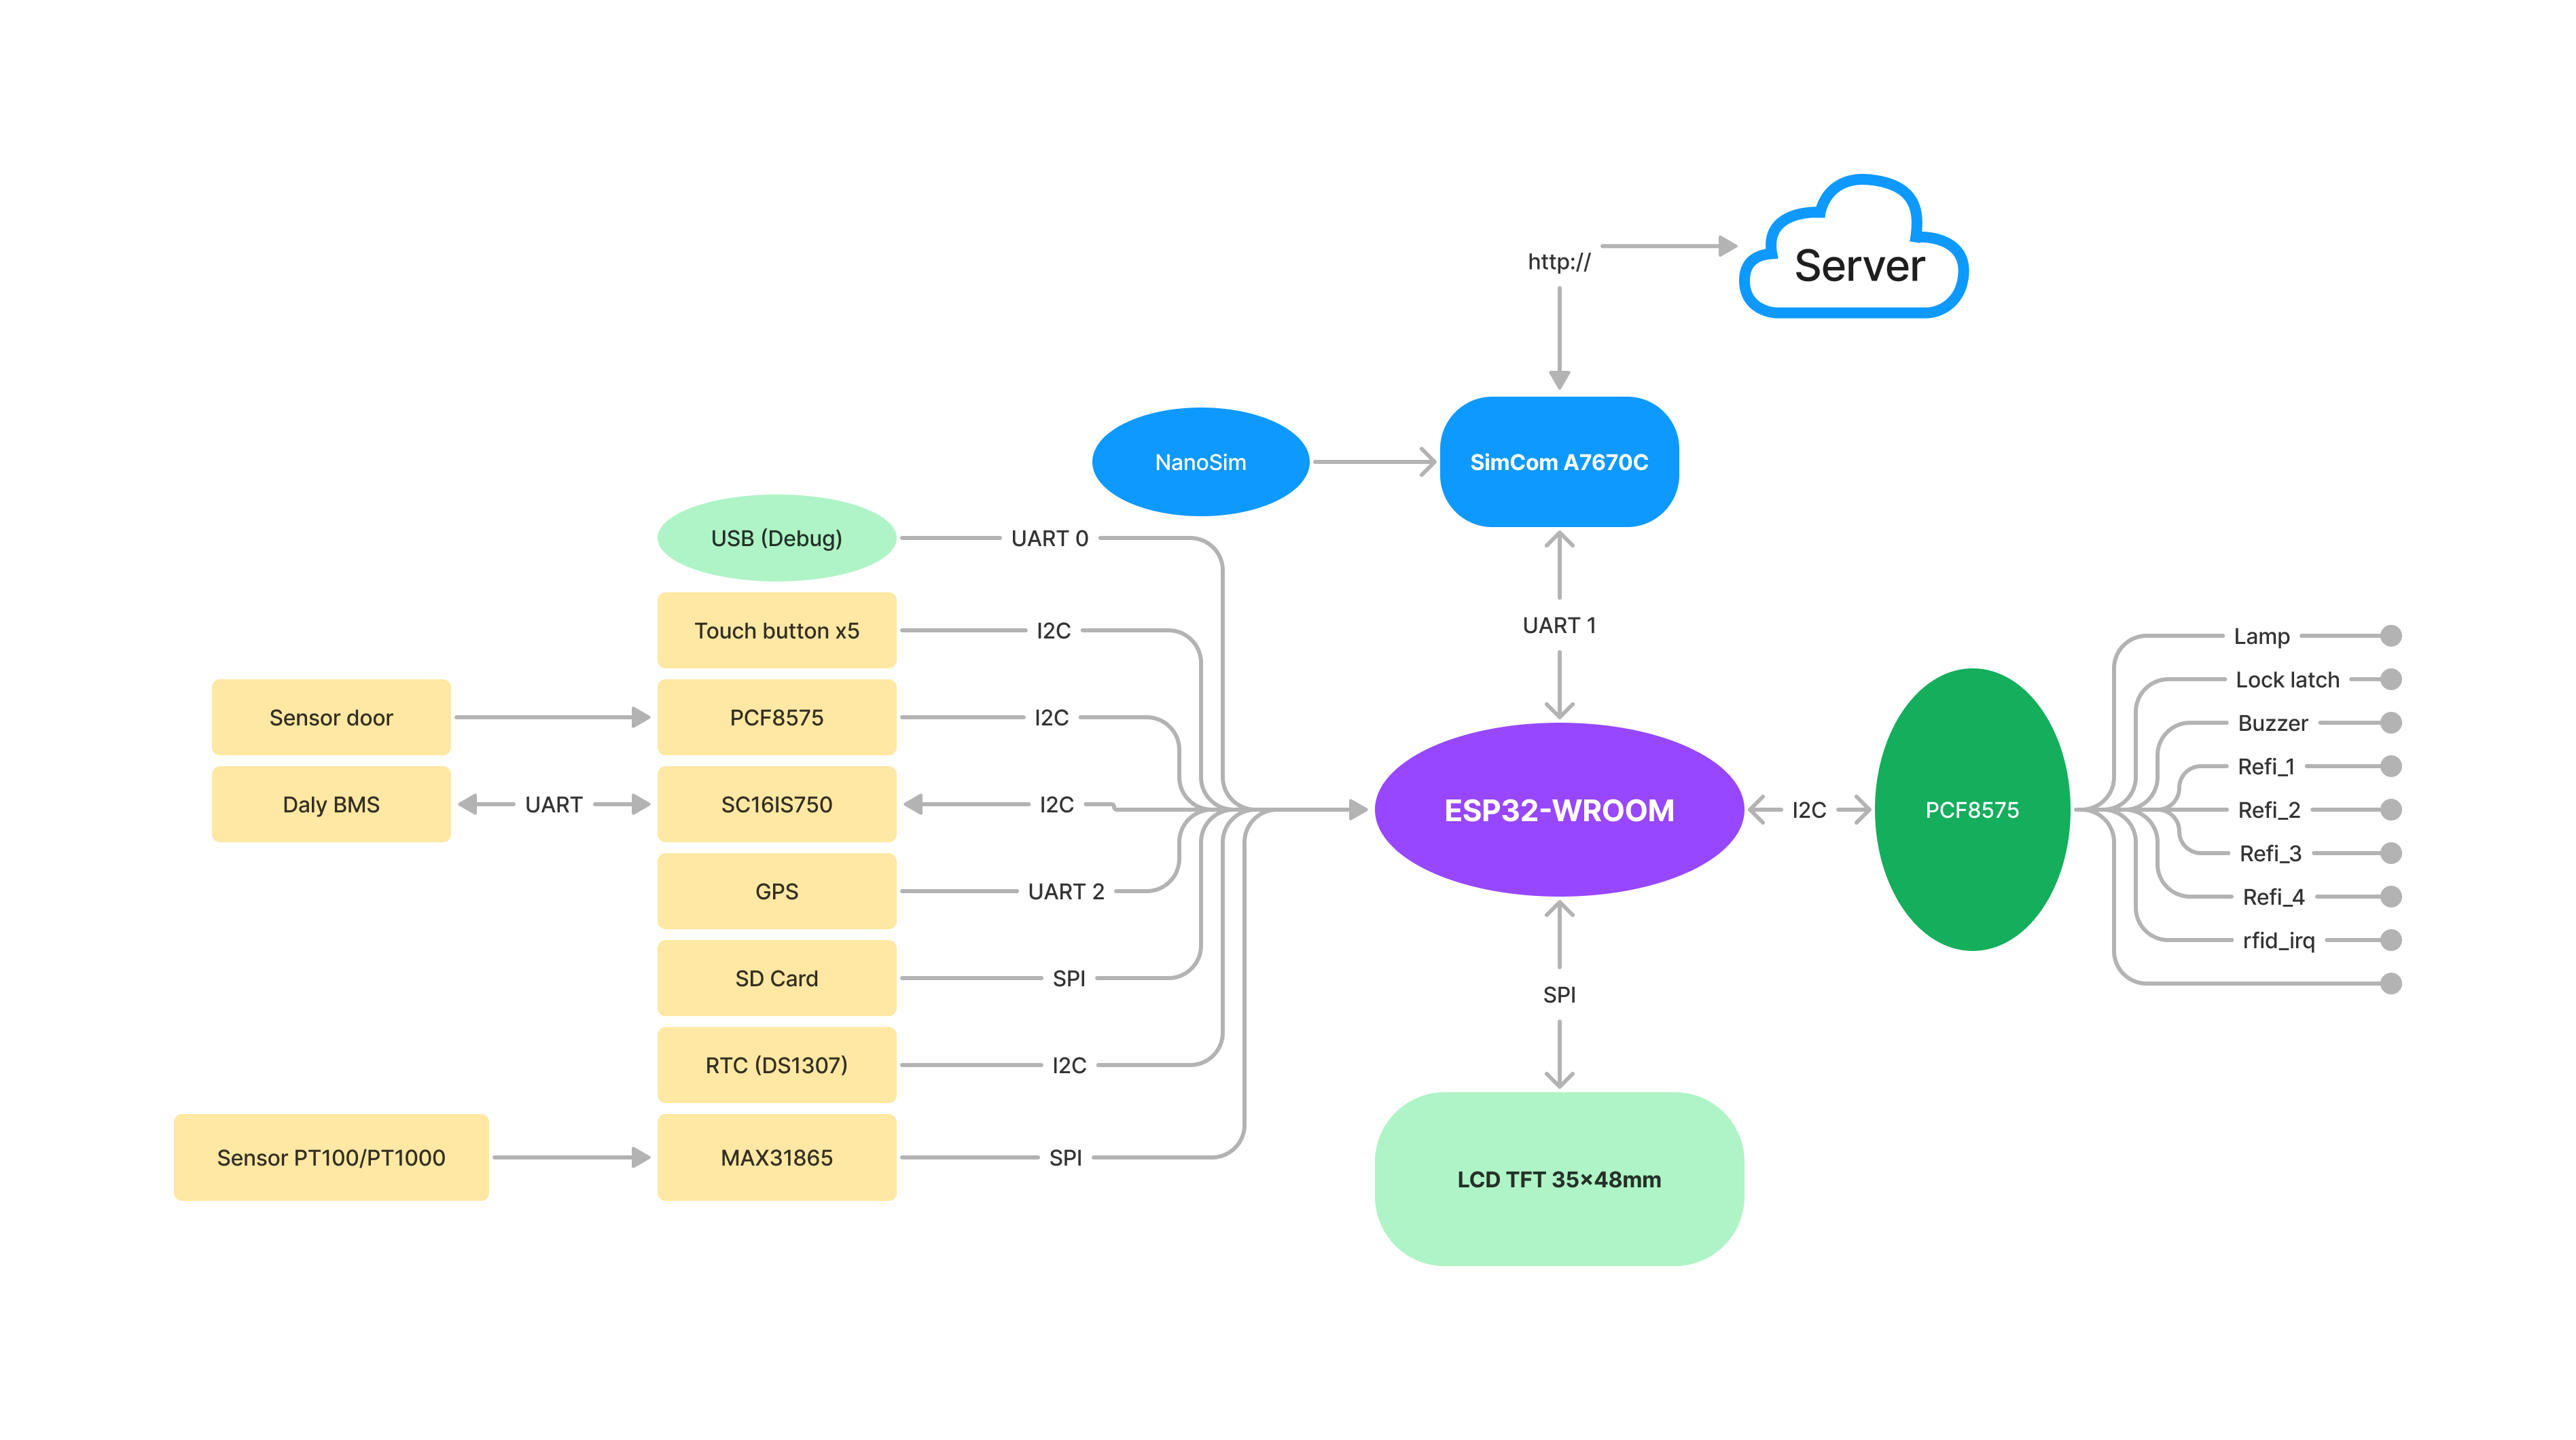 Server
http://
NanoSim
SimCom A7670C
USB (Debug)
UART 0
Touch button x5
I2C
UART 1
Sensor door
PCF8575
I2C
Daly BMS
UART
SC16IS750
I2C
GPS
UART 2
SD Card
SPI
RTC (DS1307)
I2C
Sensor PT100/PT1000
MAX31865
SPI
ESP32-WROOM
I2C
PCF8575
SPI
LCD TFT 35×48mm
Lamp
Lock latch
Buzzer
Refi_1
Refi_2
Refi_3
Refi_4
rfid_irq